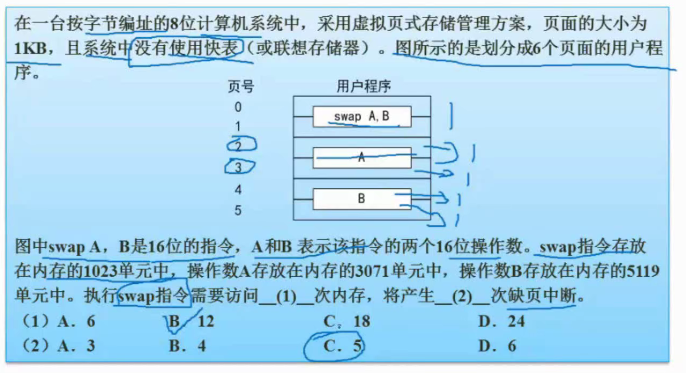 在一台按字节编址的8位计算机系统中，采用虚拟页式存储管理方案，页面的大小为
1KB，且系统中没有使用快表（或联想存储器）。图所示的是划分成6个页面的用户程
序。
页号 用户程序
0
swap A,B
1
2
A
3
4
B
5
图中swap A，B是16位的指令，A和B 表示该指令的两个16位操作数。swap指令存放
在内存的1023单元中，操作数A存放在内存的3071单元中，操作数B存放在内存的5119
单元中。执行swap指令需要访问__(1)__次内存，将产生__(2)__次缺页中断。
（1）A. 6 B. 12 C. 18 D. 24
（2）A. 3 B. 4 C. 5 D. 6